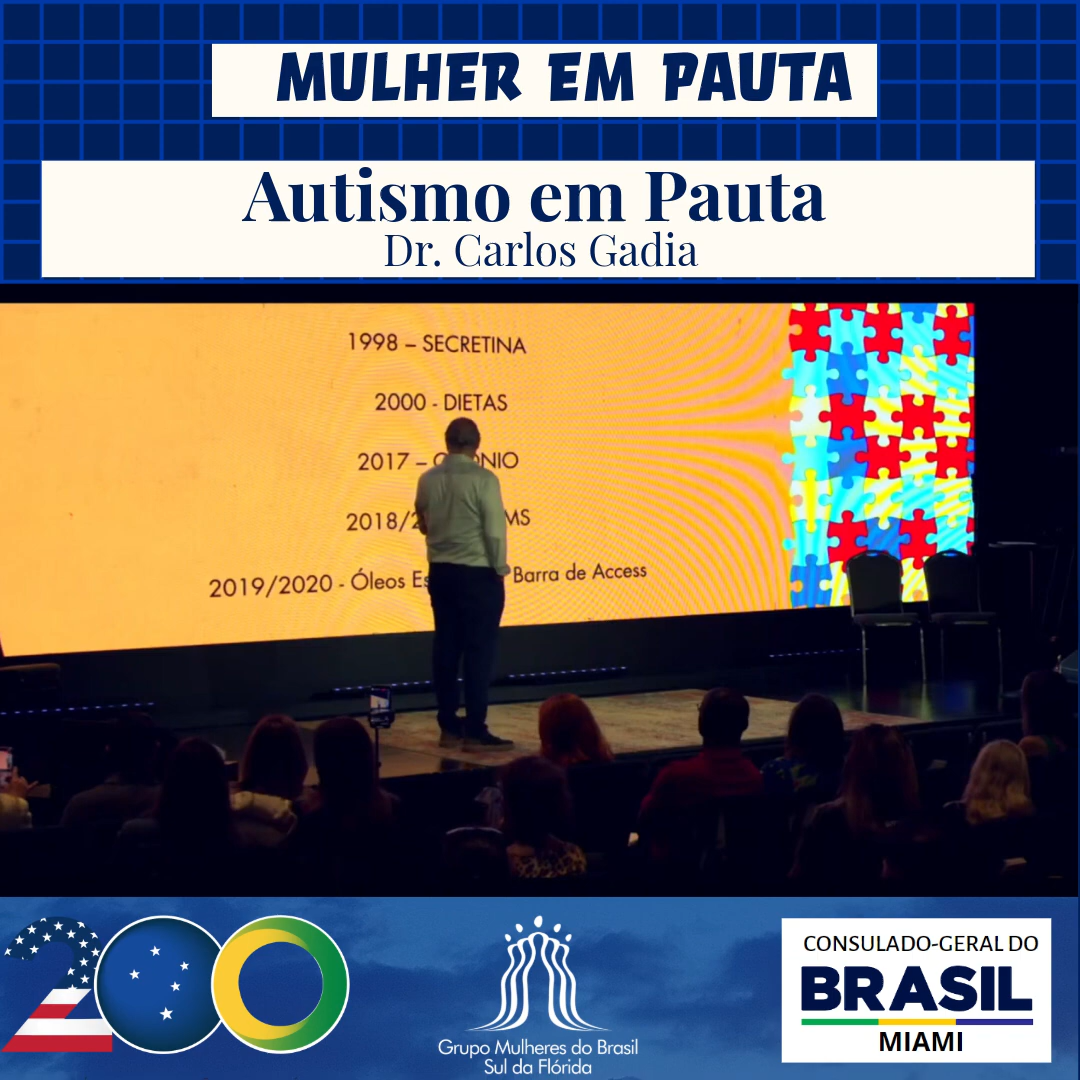 MULHER EM PAUTA
Autismo em Pauta
Dr. Carlos Gadia
1998 – SECRETINA
2000 - DIETAS
2017 –
2019/2020 - Óleos Barra de Access
200
Grupo Mulheres do Brasil
Sul da Flórida
CONSULADO-GERAL DO
BRASIL
MIAMI